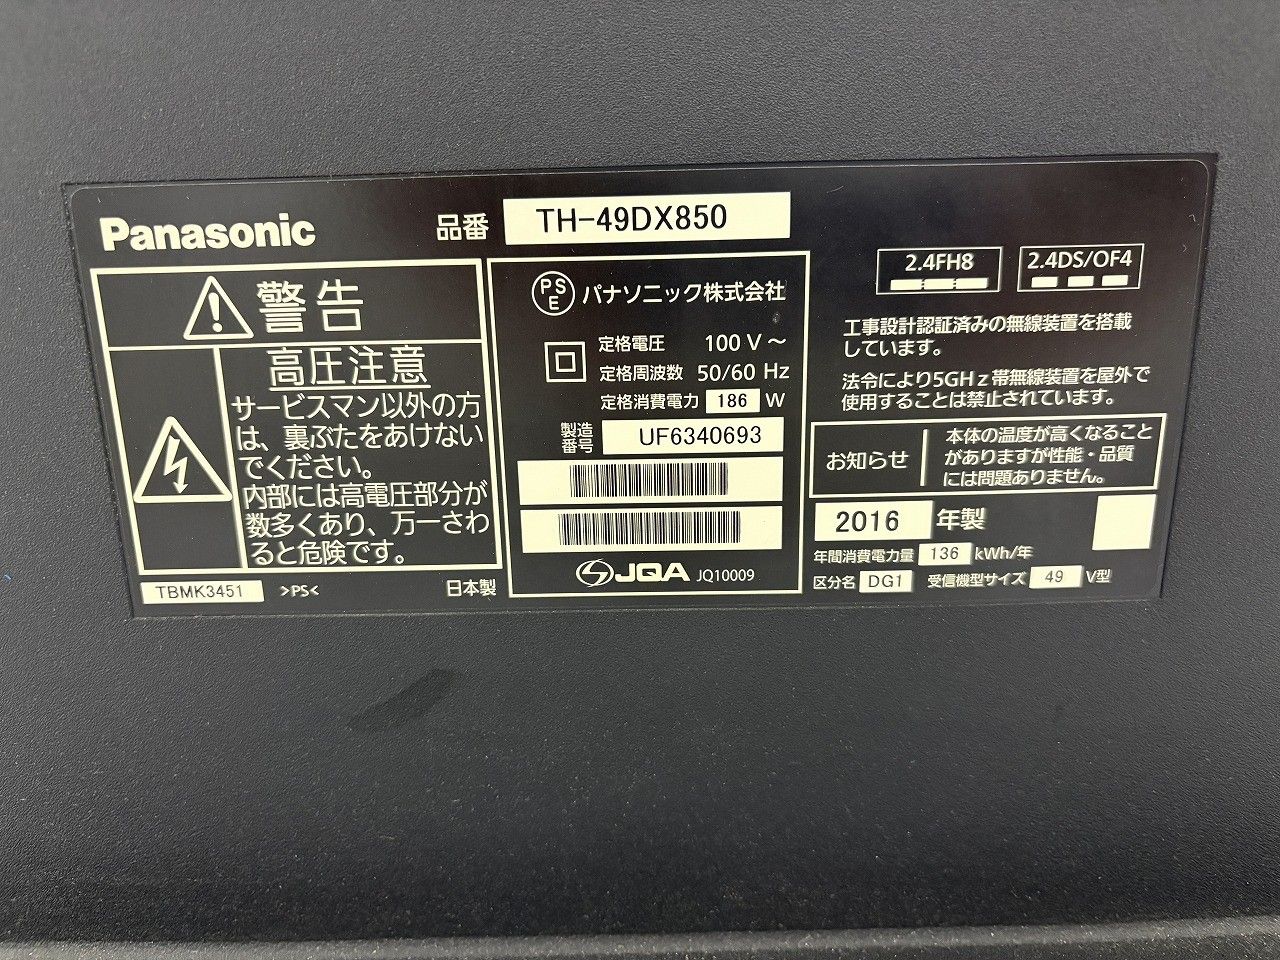 Panasonic
品番 TH-49DX850
警告
高圧注意
サービスマン以外の方
は、裏ぶたをあけない
でください。
内部には高電圧部分が
数多くあり、万一さわ
ると危険です。
TBMK3451 >PS< 日本製
PSE パナソニック株式会社
定格電圧 100 V ~
定格周波数 50/60 Hz
定格消費電力 186 W
製造
番号 UF6340693
JQA JQ10009
2.4FH8 2.4DS/OF4
工事設計認証済みの無線装置を搭載
しています。
法令により5GHz帯無線装置を屋外で
使用することは禁止されています。
お知らせ
本体の温度が高くなること
がありますが性能・品質
には問題ありません。
2016 年製
年間消費電力量 136 kWh/年
区分名 DG1 受信機型サイズ 49 V型